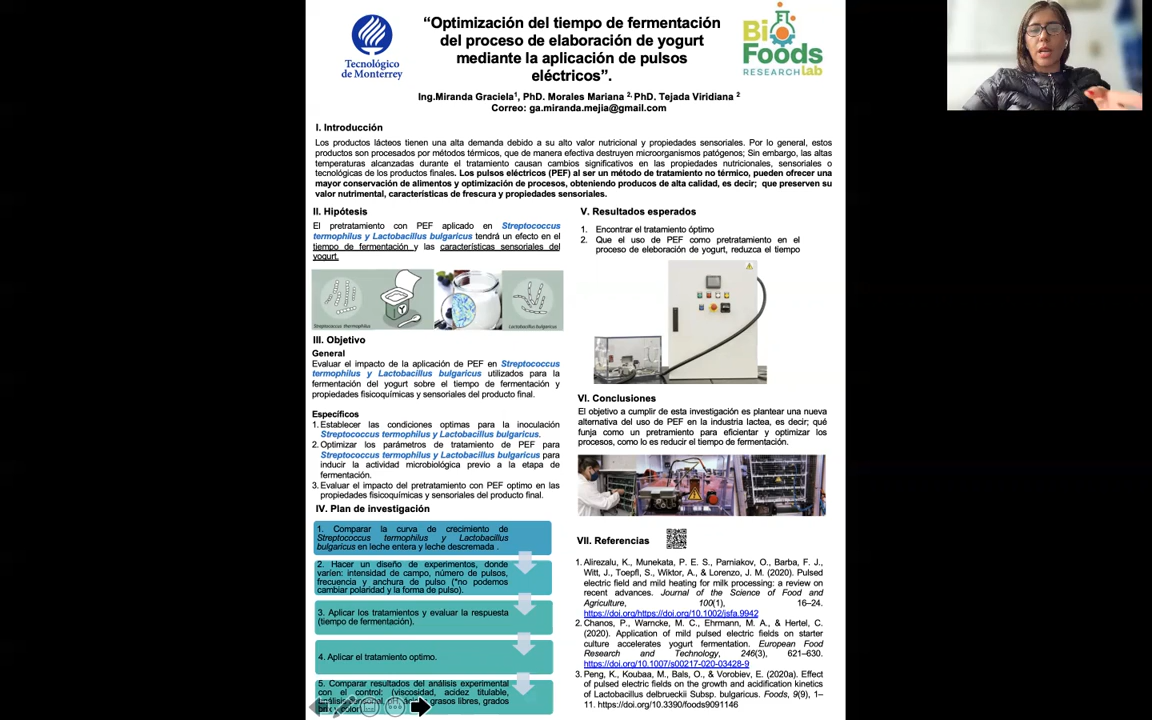 Tecnológico
de Monterrey
“Optimización del tiempo de fermentación
del proceso de elaboración de yogurt
mediante la aplicación de pulsos
eléctricos”.
Bi
Foods
RESEARCH lab
Ing.Miranda Graciela¹, PhD. Morales Mariana ²˒ PhD. Tejada Viridiana ²
Correo: ga.miranda.mejia@gmail.com
I. Introducción
Los productos lácteos tienen una alta demanda debido a su alto valor nutricional y propiedades sensoriales. Por lo general, estos
productos son procesados por métodos térmicos, que de manera efectiva destruyen microorganismos patógenos; Sin embargo, las altas
temperaturas alcanzadas durante el tratamiento causan cambios significativos en las propiedades nutricionales, sensoriales o
tecnológicas de los productos finales. Los pulsos eléctricos (PEF) al ser un método de tratamiento no térmico, pueden ofrecer una
mayor conservación de alimentos y optimización de procesos, obteniendo producos de alta calidad, es decir; que preserven su
valor nutrimental, características de frescura y propiedades sensoriales.
II. Hipótesis
El pretratamiento con PEF aplicado en Streptococcus
termophilus y Lactobacillus bulgaricus tendrá un efecto en el
tiempo de fermentación y las características sensoriales del
yogurt.
Streptococcus thermophilus
Lactobacillus bulgaricus
III. Objetivo
General
Evaluar el impacto de la aplicación de PEF en Streptococcus
termophilus y Lactobacillus bulgaricus utilizados para la
fermentación del yogurt sobre el tiempo de fermentación y
propiedades fisicoquímicas y sensoriales del producto final.
Específicos
1. Establecer las condiciones optimas para la inoculación
Streptococcus termophilus y Lactobacillus bulgaricus.
2. Optimizar los parámetros de tratamiento de PEF para
Streptococcus termophilus y Lactobacillus bulgaricus para
inducir la actividad microbiológica previo a la etapa de
fermentación.
3. Evaluar el impacto del pretratamiento con PEF optimo en las
propiedades fisicoquímicas y sensoriales del producto final.
IV. Plan de investigación
1. Comparar la curva de crecimiento de
Streptococcus termophilus y Lactobacillus
bulgaricus en leche entera y leche descremada .
2. Hacer un diseño de experimentos, donde
varíen: intensidad de campo, número de pulsos,
frecuencia y anchura de pulso (*no podemos
cambiar polaridad y la forma de pulso).
3. Aplicar los tratamientos y evaluar la respuesta
(tiempo de fermentación).
4. Aplicar el tratamiento optimo.
5. Comparar resultados del análisis experimental
con el control: (viscosidad, acidez titulable,
grasos libres, grados
V. Resultados esperados
1. Encontrar el tratamiento óptimo
2. Que el uso de PEF como pretratamiento en el
proceso de elaboración de yogurt, reduzca el tiempo
VI. Conclusiones
El objetivo a cumplir de esta investigación es plantear una nueva
alternativa del uso de PEF en la industria lactea, es decir; qué
funja como un pretramiento para eficientar y optimizar los
procesos, como lo es reducir el tiempo de fermentación.
VII. Referencias
1. Alirezalu, K., Munekata, P. E. S., Parniakov, O., Barba, F. J.,
Witt, J., Toepfl, S., Wiktor, A., & Lorenzo, J. M. (2020). Pulsed
electric field and mild heating for milk processing: a review on
recent advances. Journal of the Science of Food and
Agriculture, 100(1), 16–24.
https://doi.org/https://doi.org/10.1002/jsfa.9942
2. Chanos, P., Warncke, M. C., Ehrmann, M. A., & Hertel, C.
(2020). Application of mild pulsed electric fields on starter
culture accelerates yogurt fermentation. European Food
Research and Technology, 246(3), 621–630.
https://doi.org/10.1007/s00217-020-03428-9
3. Peng, K., Koubaa, M., Bals, O., & Vorobiev, E. (2020a). Effect
of pulsed electric fields on the growth and acidification kinetics
of Lactobacillus delbrueckii Subsp. bulgaricus. Foods, 9(9), 1–
11. https://doi.org/10.3390/foods9091146